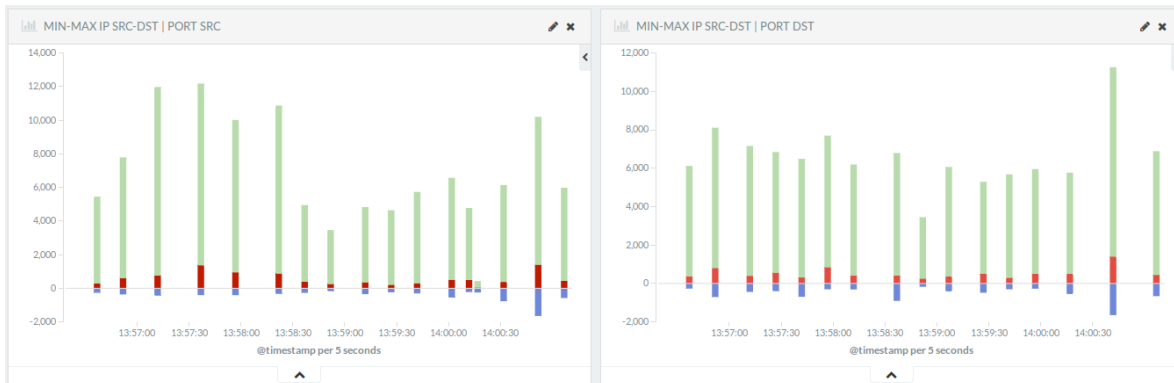 MIN-MAX IP SRC-DST | PORT SRC
14,000
12,000
10,000
8,000
6,000
4,000
2,000
0
-2,000
13:57:00 13:57:30 13:58:00 13:58:30 13:59:00 13:59:30 14:00:00 14:00:30
@timestamp per 5 seconds
MIN-MAX IP SRC-DST | PORT DST
12,000
10,000
8,000
6,000
4,000
2,000
0
-2,000
13:57:00 13:57:30 13:58:00 13:58:30 13:59:00 13:59:30 14:00:00 14:00:30
@timestamp per 5 seconds